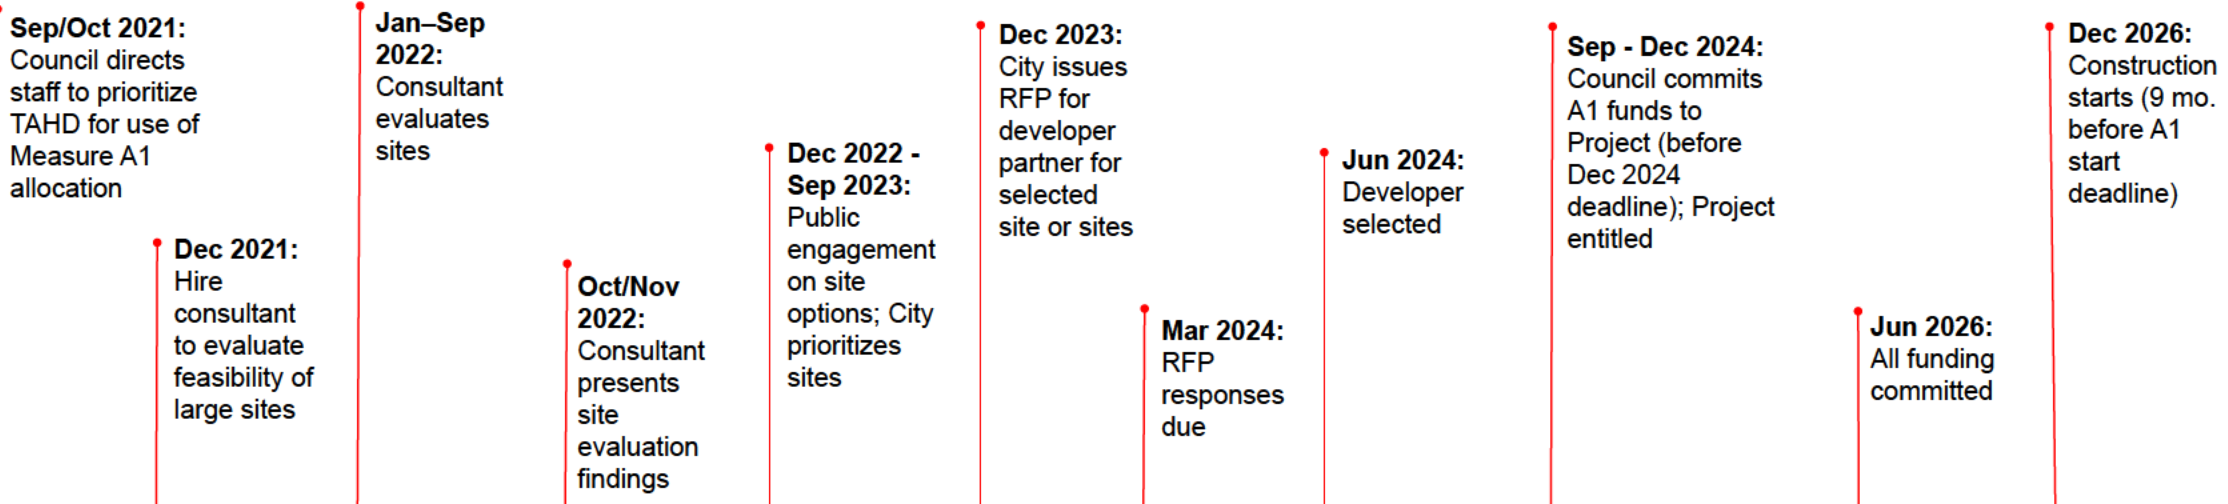 Sep/Oct 2021:
Council directs
staff to prioritize
TAHD for use of
Measure A1
allocation
Dec 2021:
Hire
consultant
to evaluate
feasibility of
large sites
Jan–Sep
2022:
Consultant
evaluates
sites
Oct/Nov
2022:
Consultant
presents
site
evaluation
findings
Dec 2022 -
Sep 2023:
Public
engagement
on site
options; City
prioritizes
sites
Dec 2023:
City issues
RFP for
developer
partner for
selected
site or sites
Mar 2024:
RFP
responses
due
Jun 2024:
Developer
selected
Sep - Dec 2024:
Council commits
A1 funds to
Project (before
Dec 2024
deadline); Project
entitled
Jun 2026:
All funding
committed
Dec 2026:
Construction
starts (9 mo.
before A1
start
deadline)